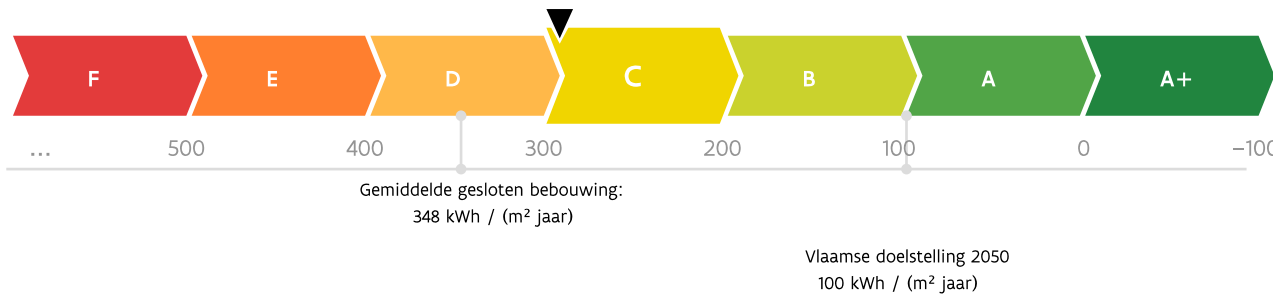 F E D C B A A+
... 500 400 300 200 100 0 −100
Gemiddelde gesloten bebouwing:
348 kWh / (m² jaar)
Vlaamse doelstelling 2050
100 kWh / (m² jaar)